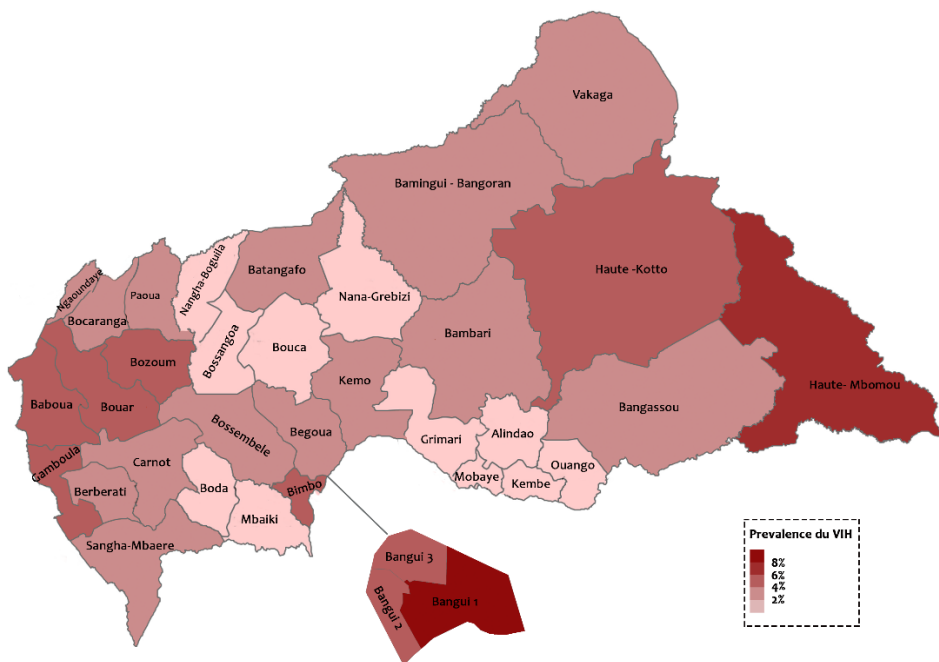 Vakaga
Bamingui - Bangoran
Haute -Kotto
Nangha-Boguila
Batangafo
Ngaoundaye
Paoua
Nana-Grebizi
Bocaranga
Bambari
Bouca
Bossangoa
Bozoum
Kemo
Haute- Mbomou
Baboua
Bouar
Bangassou
Begoua
Bossembele
Grimari
Alindao
Gamboula
Carnot
Ouango
Mobaye
Kembe
Berberati
Boda
Bimbo
Mbaiki
Sangha-Mbaere
Bangui 3
Bangui 1
Bangui 2
Prevalence du VIH
8%
6%
4%
2%